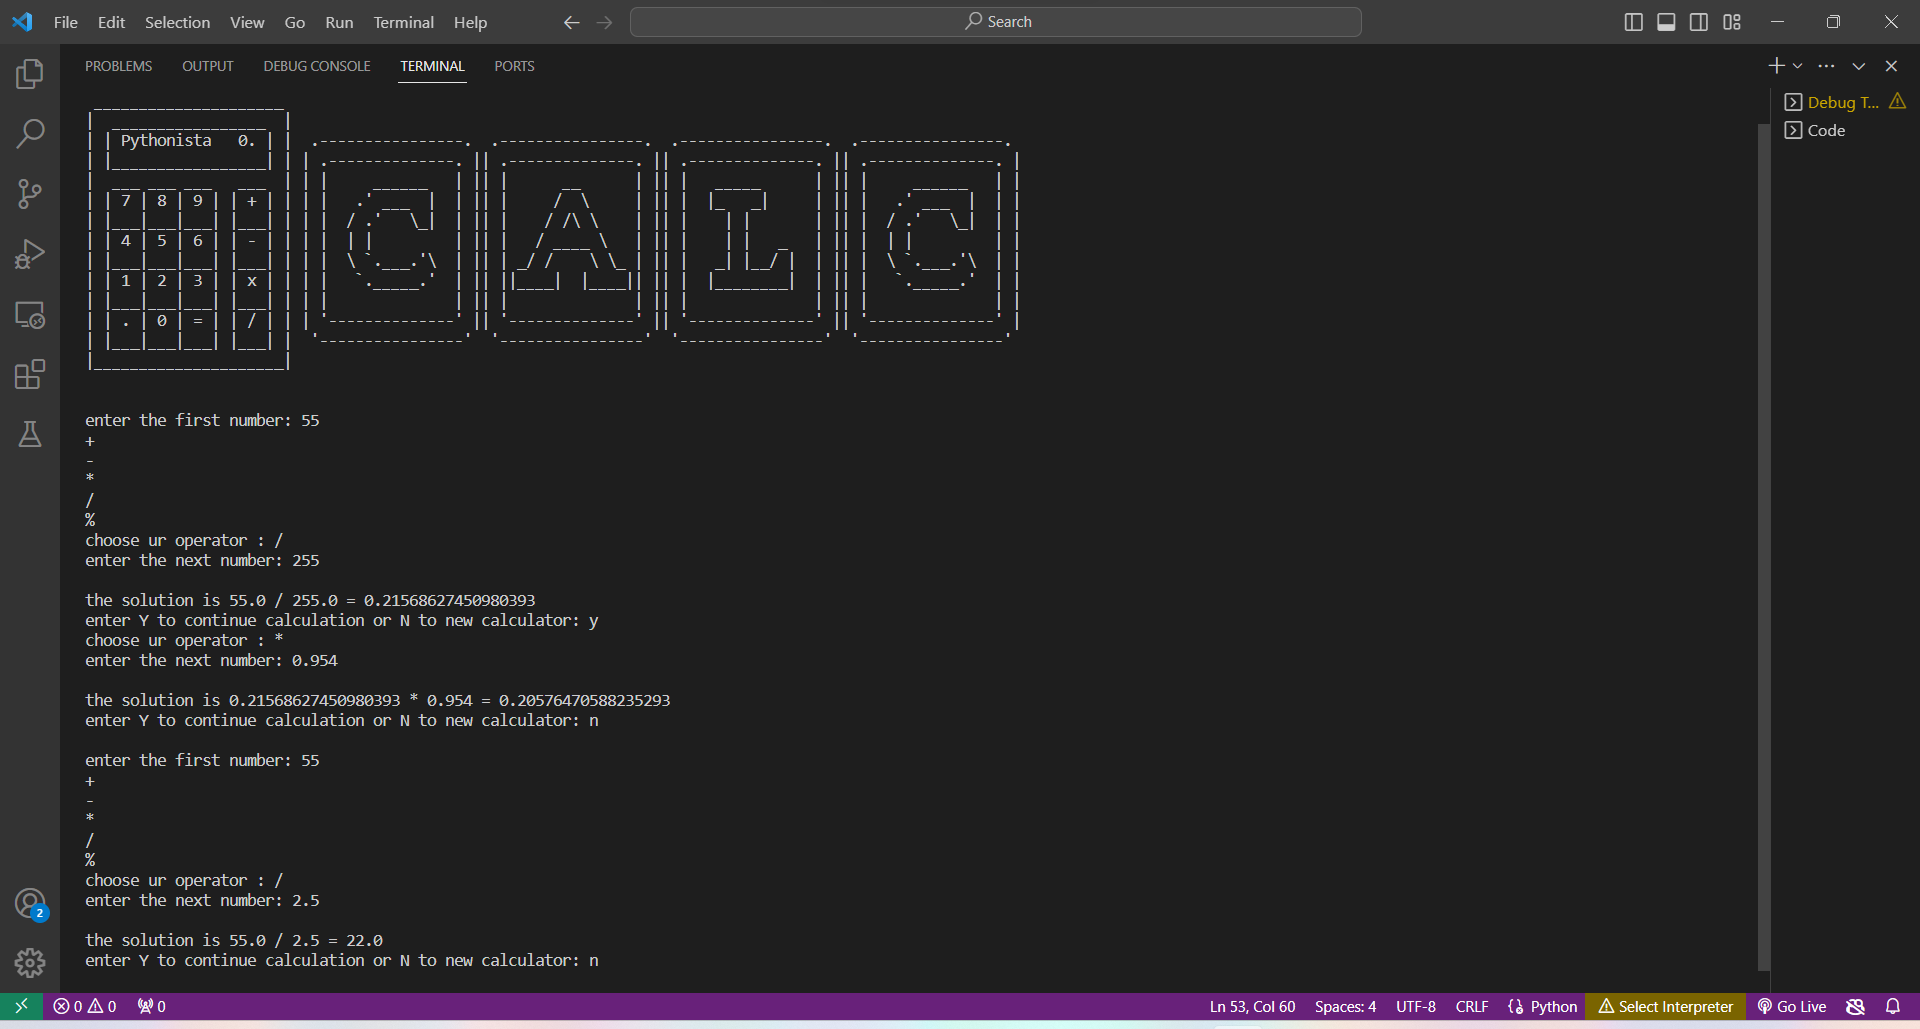 File Edit Selection View Go Run Terminal Help Search
PROBLEMS OUTPUT DEBUG CONSOLE TERMINAL PORTS
Debug T...
Code
Pythonista 0.
7 8 9 +
4 5 6 -
1 2 3 x
. 0 = /
CALC
enter the first number: 55
+
-
*
/
%
choose ur operator : /
enter the next number: 255
the solution is 55.0 / 255.0 = 0.21568627450980393
enter Y to continue calculation or N to new calculator: y
choose ur operator : *
enter the next number: 0.954
the solution is 0.21568627450980393 * 0.954 = 0.20576470588235293
enter Y to continue calculation or N to new calculator: n
enter the first number: 55
+
-
*
/
%
choose ur operator : /
enter the next number: 2.5
the solution is 55.0 / 2.5 = 22.0
enter Y to continue calculation or N to new calculator: n
2
0 0 0 Ln 53, Col 60 Spaces: 4 UTF-8 CRLF Python Select Interpreter Go Live